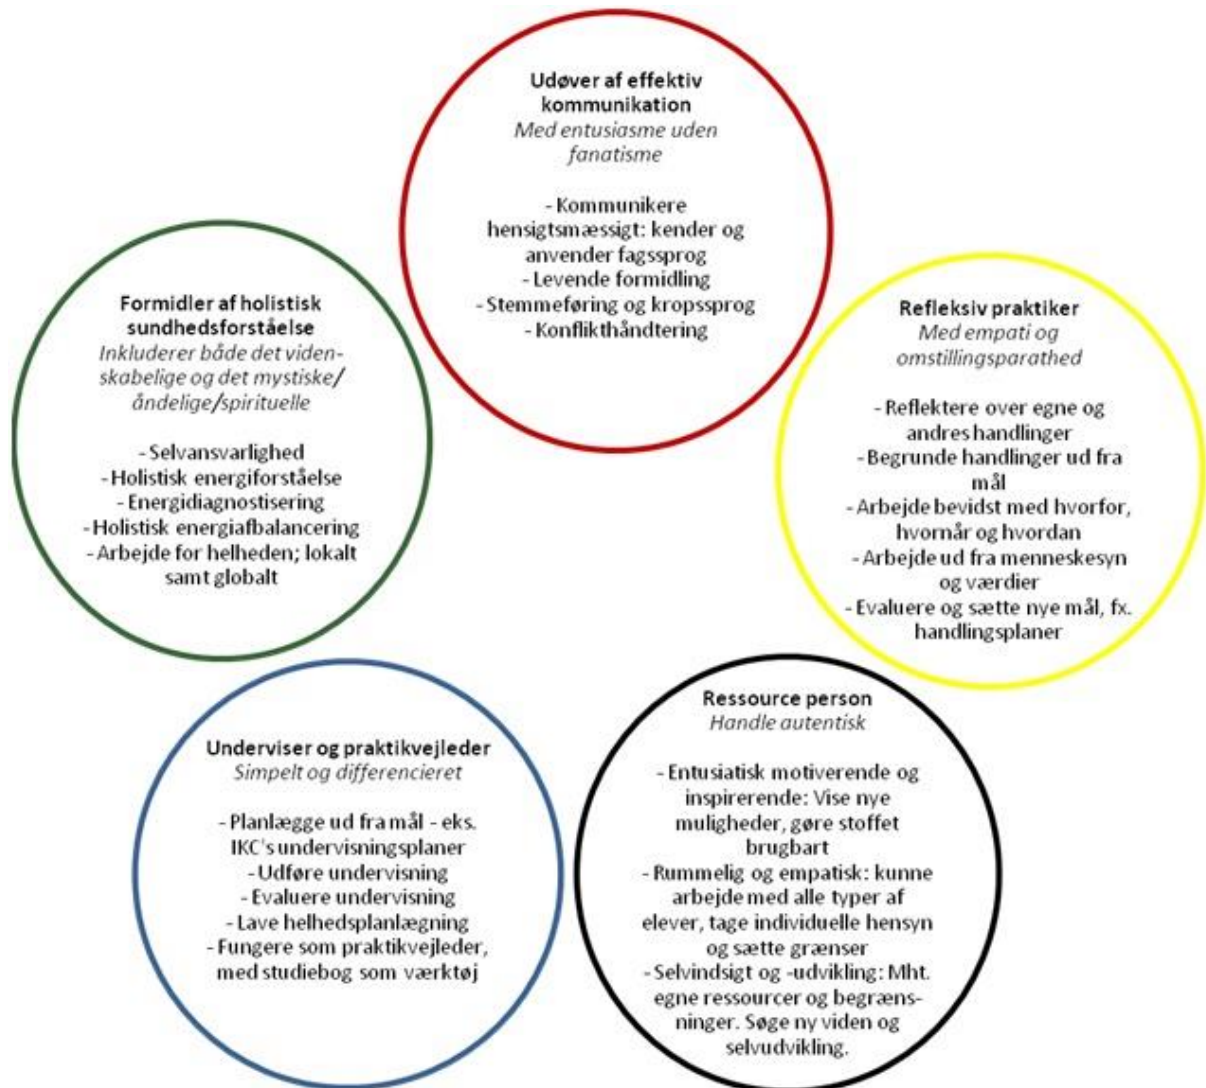 Udøver af effektiv
kommunikation
Med entusiasme uden
fanatisme
- Kommunikere
hensigtsmæssigt: kender og
anvender fagssprog
- Levende formidling
- Stemmeføring og kropssprog
- Konflikthåndtering
Formidler af holistisk
sundhedsforståelse
Inkluderer både det viden-
skabelige og det mystiske/
åndelige/spirituelle
- Selvansvarlighed
- Holistisk energiforståelse
- Energidiagnostisering
- Holistisk energiafbalancering
- Arbejde for helheden; lokalt
samt globalt
Refleksiv praktiker
Med empati og
omstillingsparathed
- Reflektere over egne og
andres handlinger
- Begrunde handlinger ud fra
mål
- Arbejde bevidst med hvorfor,
hvornår og hvordan
- Arbejde ud fra menneskesyn
og værdier
- Evaluere og sætte nye mål, fx.
handlingsplaner
Underviser og praktikvejleder
Simpelt og differencieret
- Planlægge ud fra mål - eks.
IKC's undervisningsplaner
- Udføre undervisning
- Evaluere undervisning
- Lave helhedsplanlægning
- Fungere som praktikvejleder,
med studiebog som værktøj
Ressource person
Handle autentisk
- Entusiatisk motiverende og
inspirerende: Vise nye
muligheder, gøre stoffet
brugbart
- Rummelig og empatisk: kunne
arbejde med alle typer af
elever, tage individuelle hensyn
og sætte grænser
- Selvindsigt og -udvikling: Mht.
egne ressourcer og begræns-
ninger. Søge ny viden og
selvudvikling.